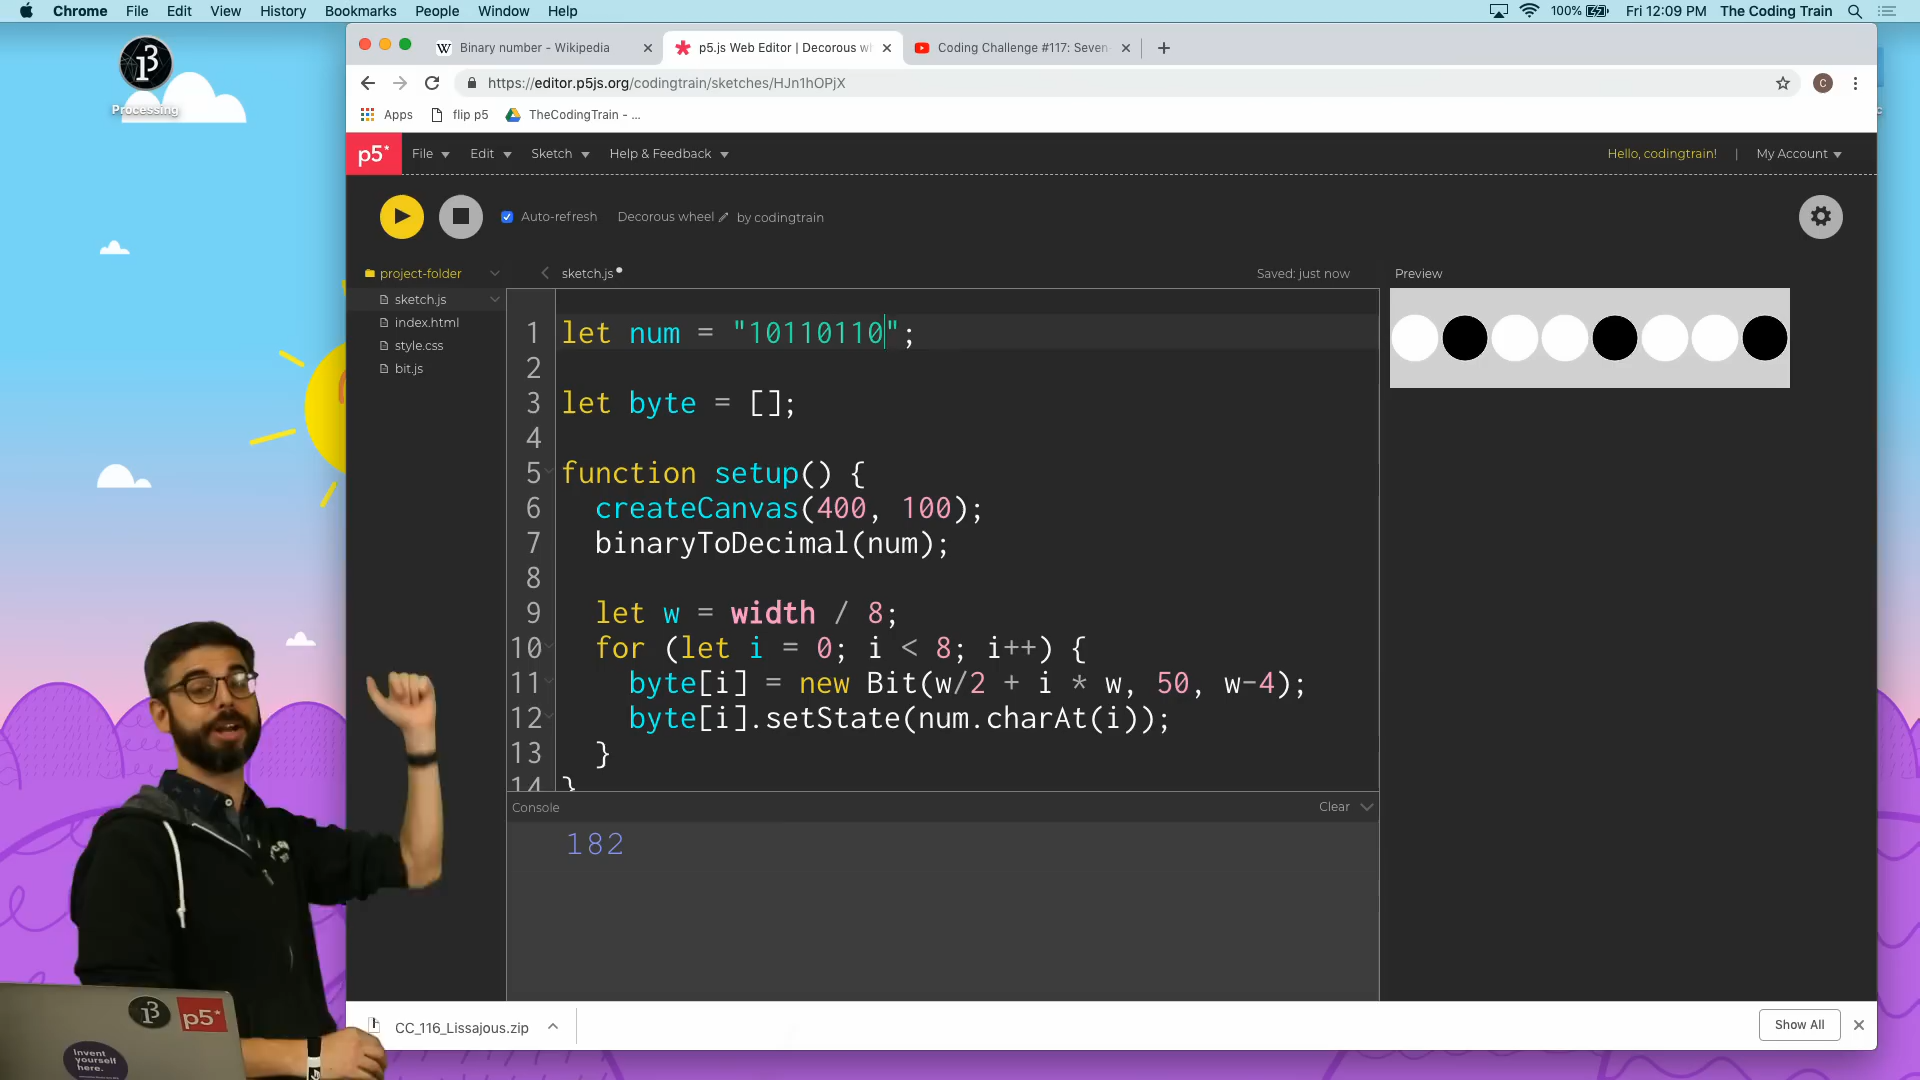 Chrome File Edit View History Bookmarks People Window Help
100% Fri 12:09 PM The Coding Train
Processing
W Binary number - Wikipedia
p5.js Web Editor | Decorous wh
Coding Challenge #117: Seven-
https://editor.p5js.org/codingtrain/sketches/HJn1hOPjX
C
Apps flip p5 TheCodingTrain - ...
p5* File Edit Sketch Help & Feedback
Hello, codingtrain! | My Account
Auto-refresh Decorous wheel by codingtrain
project-folder
sketch.js
index.html
style.css
bit.js
sketch.js
Saved: just now
Preview
1 let num = "10110110";
2
3 let byte = [];
4
5 function setup() {
6 createCanvas(400, 100);
7 binaryToDecimal(num);
8
9 let w = width / 8;
10 for (let i = 0; i < 8; i++) {
11 byte[i] = new Bit(w/2 + i * w, 50, w-4);
12 byte[i].setState(num.charAt(i));
13 }
14 }
Console Clear
182
p5*
Invent
yourself
here.
CC_116_Lissajous.zip
Show All